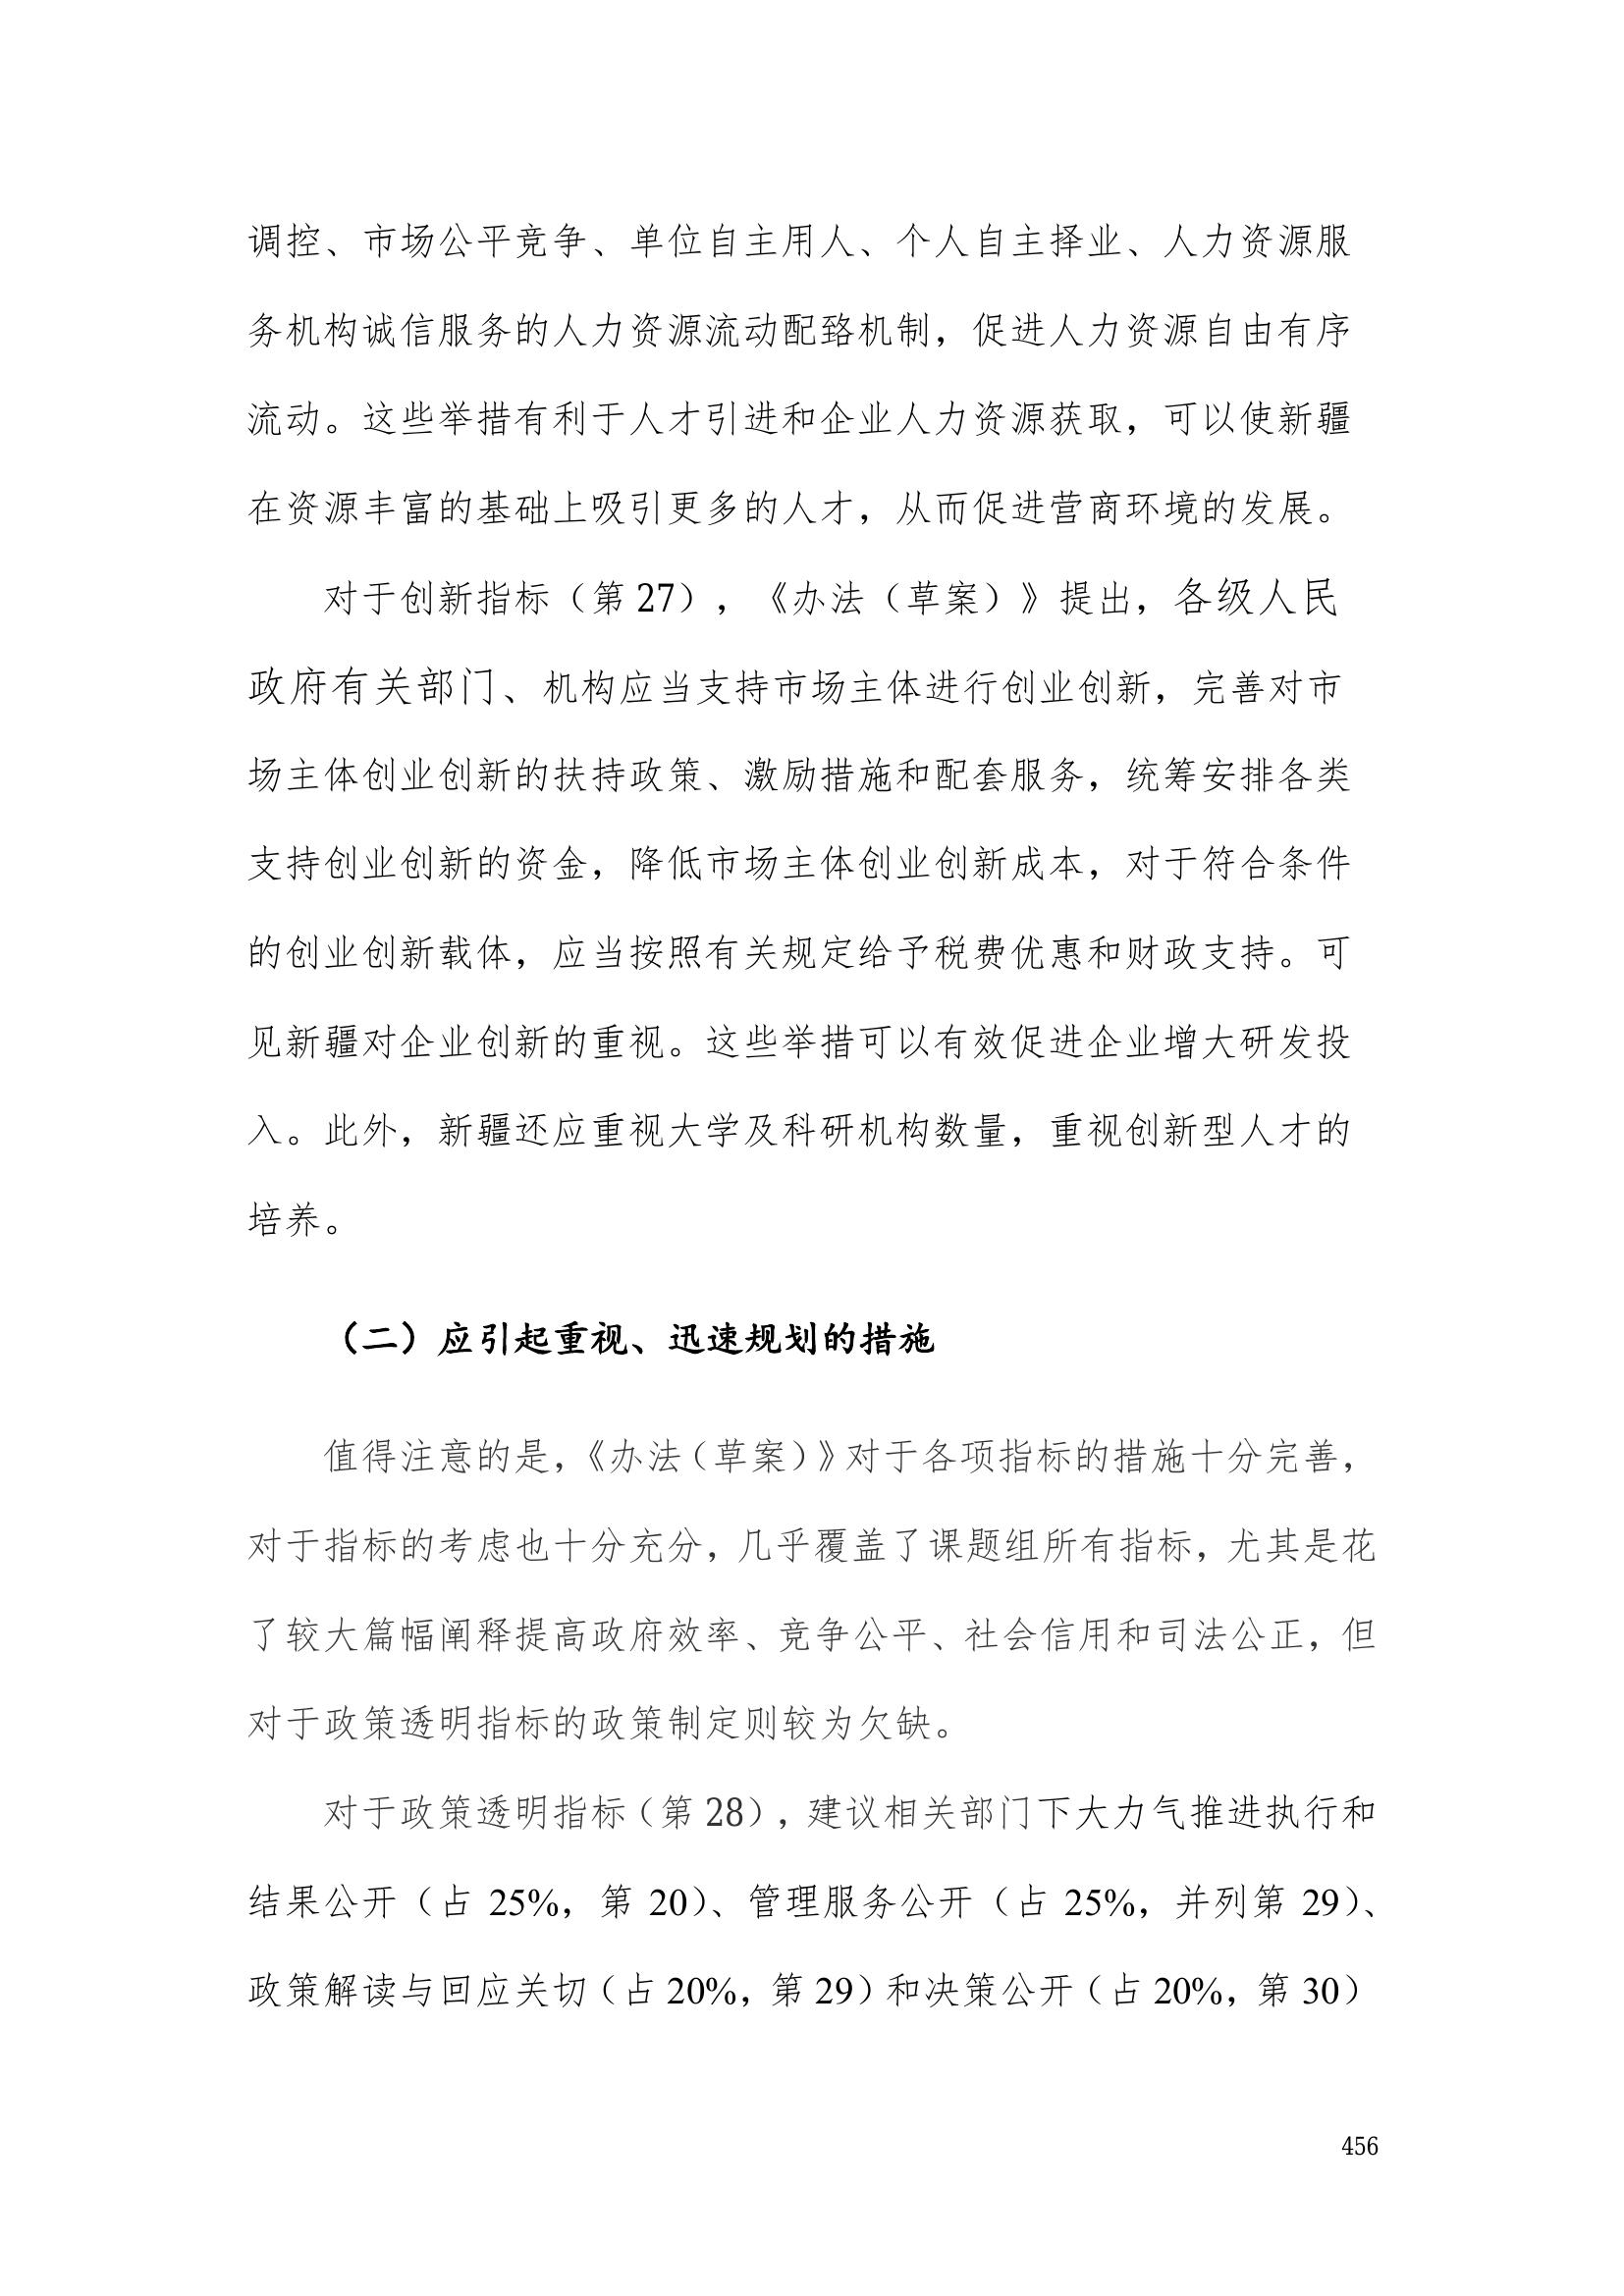 调控、市场公平竞争、单位自主用人、个人自主择业、人力资源服
务机构诚信服务的人力资源流动配臵机制，促进人力资源自由有序
流动。这些举措有利于人才引进和企业人力资源获取，可以使新疆
在资源丰富的基础上吸引更多的人才，从而促进营商环境的发展。
对于创新指标（第 27），《办法（草案）》提出，各级人民
政府有关部门、机构应当支持市场主体进行创业创新，完善对市
场主体创业创新的扶持政策、激励措施和配套服务，统筹安排各类
支持创业创新的资金，降低市场主体创业创新成本，对于符合条件
的创业创新载体，应当按照有关规定给予税费优惠和财政支持。可
见新疆对企业创新的重视。这些举措可以有效促进企业增大研发投
入。此外，新疆还应重视大学及科研机构数量，重视创新型人才的
培养。
（二）应引起重视、迅速规划的措施
值得注意的是，《办法（草案）》对于各项指标的措施十分完善，
对于指标的考虑也十分充分，几乎覆盖了课题组所有指标，尤其是花
了较大篇幅阐释提高政府效率、竞争公平、社会信用和司法公正，但
对于政策透明指标的政策制定则较为欠缺。
对于政策透明指标（第 28），建议相关部门下大力气推进执行和
结果公开（占 25%，第 20）、管理服务公开（占 25%，并列第 29）、
政策解读与回应关切（占 20%，第 29）和决策公开（占 20%，第 30）
456